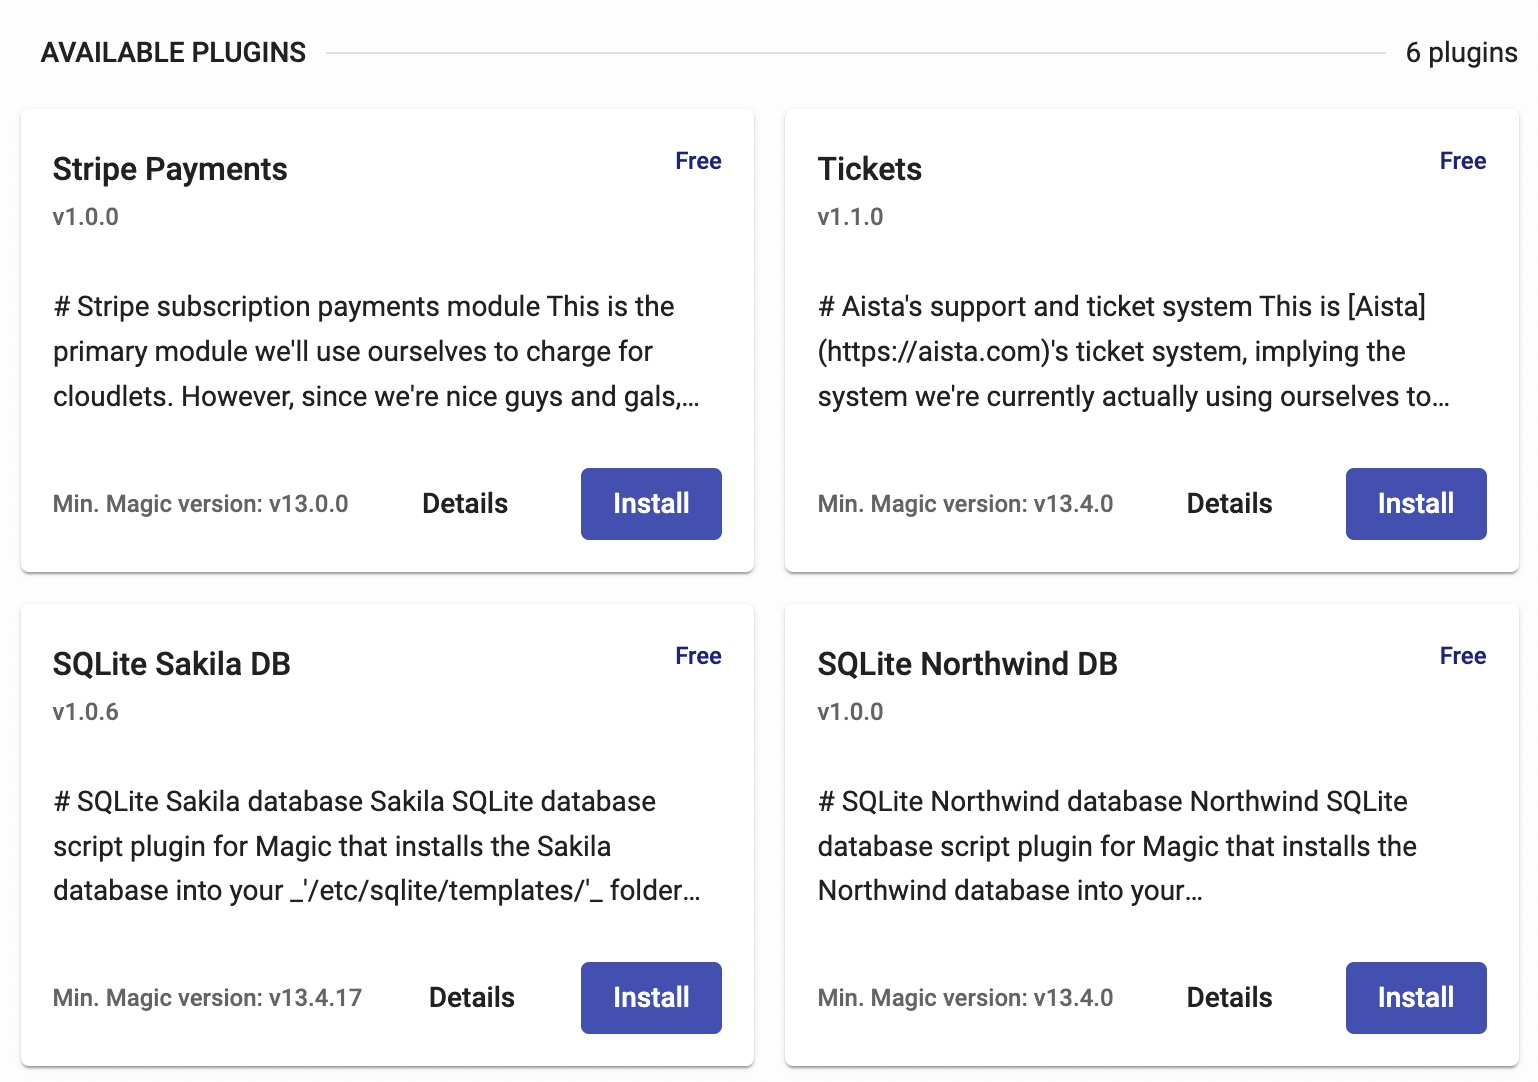 AVAILABLE PLUGINS 6 plugins
Stripe Payments Free
v1.0.0
# Stripe subscription payments module This is the
primary module we'll use ourselves to charge for
cloudlets. However, since we're nice guys and gals,...
Min. Magic version: v13.0.0 Details Install
Tickets Free
v1.1.0
# Aista's support and ticket system This is [Aista]
(https://aista.com)'s ticket system, implying the
system we're currently actually using ourselves to...
Min. Magic version: v13.4.0 Details Install
SQLite Sakila DB Free
v1.0.6
# SQLite Sakila database Sakila SQLite database
script plugin for Magic that installs the Sakila
database into your _'/etc/sqlite/templates/'_ folder...
Min. Magic version: v13.4.17 Details Install
SQLite Northwind DB Free
v1.0.0
# SQLite Northwind database Northwind SQLite
database script plugin for Magic that installs the
Northwind database into your...
Min. Magic version: v13.4.0 Details Install